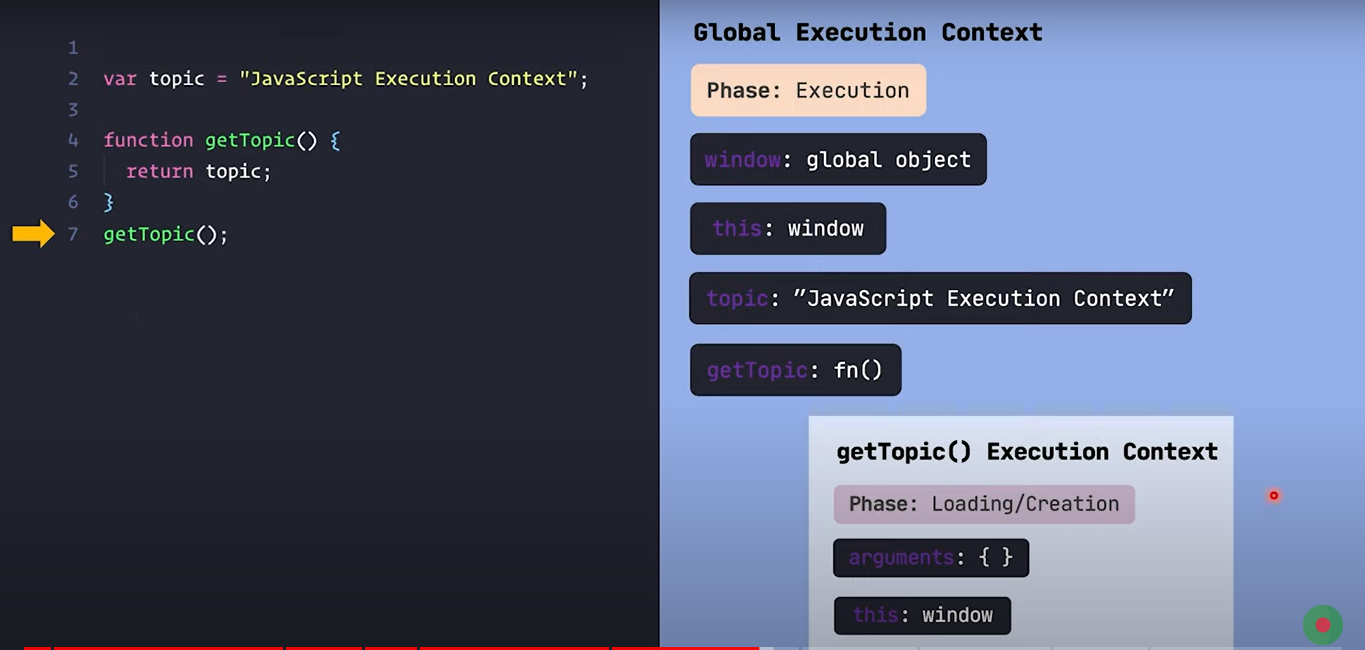 1
2 var topic = "JavaScript Execution Context";
3
4 function getTopic() {
5 return topic;
6 }
7 getTopic();
Global Execution Context
Phase: Execution
window: global object
this: window
topic: ”JavaScript Execution Context”
getTopic: fn()
getTopic() Execution Context
Phase: Loading/Creation
arguments: { }
this: window